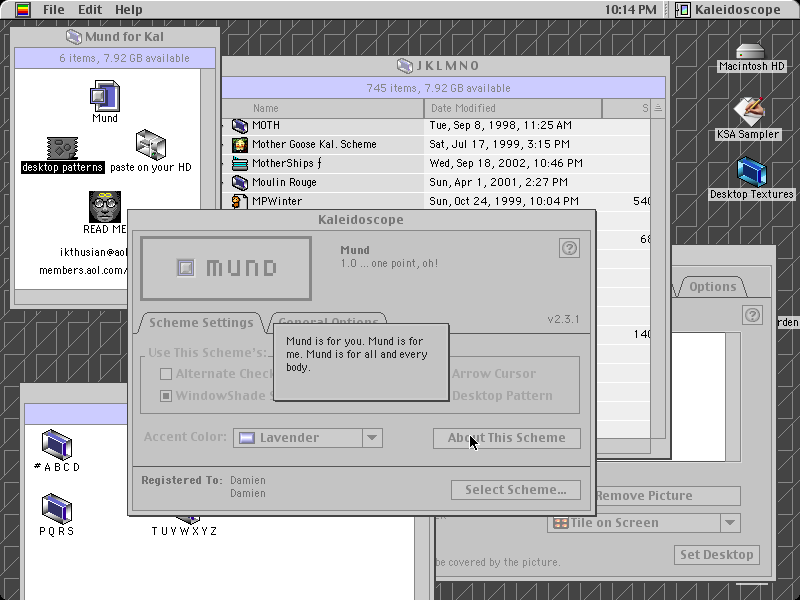 File Edit Help 10:14 PM Kaleidoscope
Mund for Kal
6 items, 7.92 GB available
Mund
desktop patterns paste on your HD
READ ME
ikthusian@aol
members.aol.com/
JKLMNO
745 items, 7.92 GB available
Name Date Modified S
MOTH Tue, Sep 8, 1998, 11:25 AM
Mother Goose Kal. Scheme Sat, Jul 17, 1999, 3:15 PM
MotherShips ƒ Wed, Sep 18, 2002, 10:46 PM
Moulin Rouge Sun, Apr 1, 2001, 2:27 PM
MPWinter Sun, Oct 24, 1999, 10:04 PM 540
68
140
Macintosh HD
KSA Sampler
Desktop Textures
rden
Kaleidoscope
mund
Mund
1.0 ... one point, oh!
v2.3.1
Scheme Settings General Options
Use This Scheme's:
Alternate Check Arrow Cursor
WindowShade S Desktop Pattern
Mund is for you. Mund is for
me. Mund is for all and every
body.
Accent Color: Lavender About This Scheme
Registered To: Damien
Damien
Select Scheme...
Options
Remove Picture
Tile on Screen
be covered by the picture. Set Desktop
#ABCD
PQRS TUVWXYZ